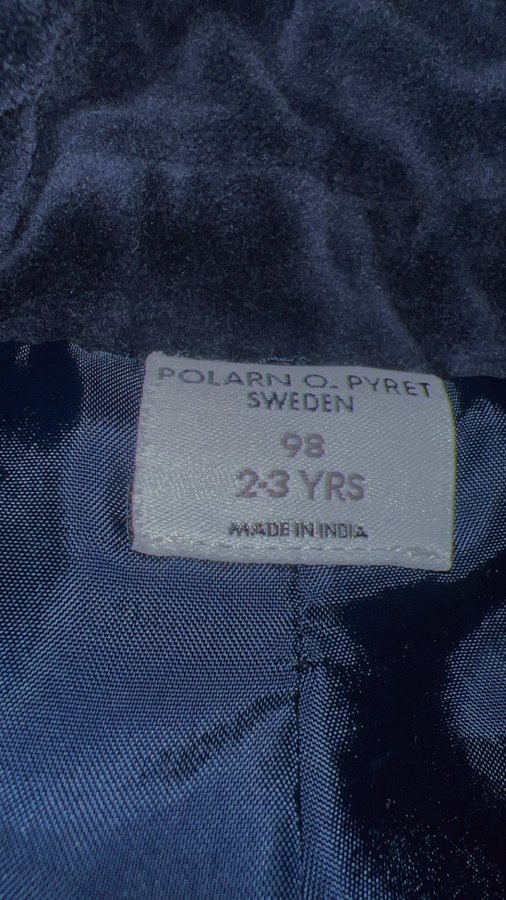 POLARN O. PYRET
SWEDEN
98
2-3 YRS
MADE IN INDIA